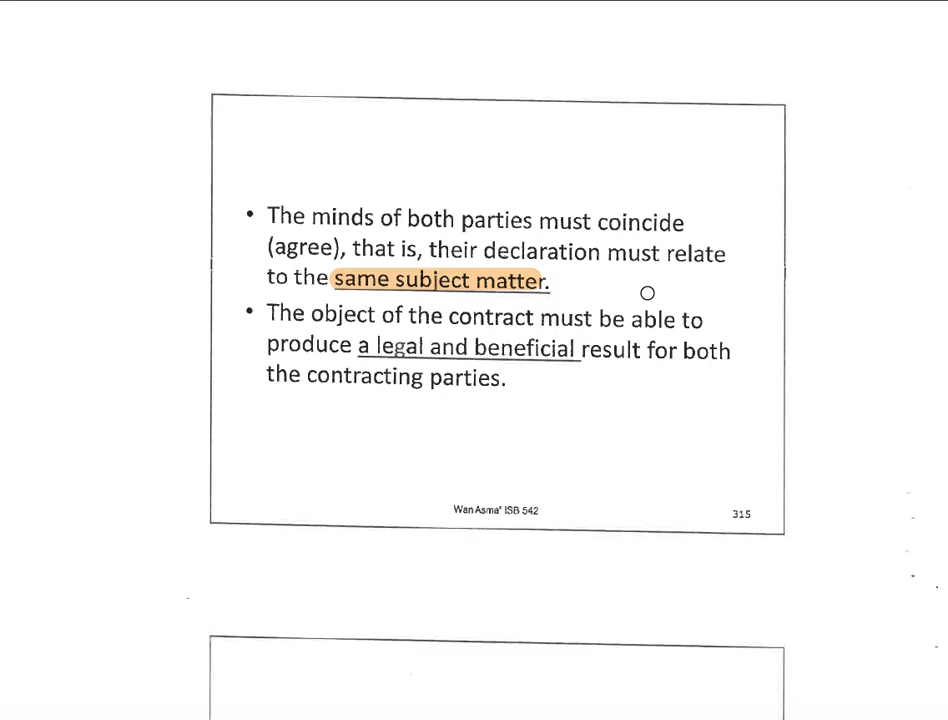 • The minds of both parties must coincide
(agree), that is, their declaration must relate
to the same subject matter.
• The object of the contract must be able to
produce a legal and beneficial result for both
the contracting parties.
Wan Asma' ISB 542
315